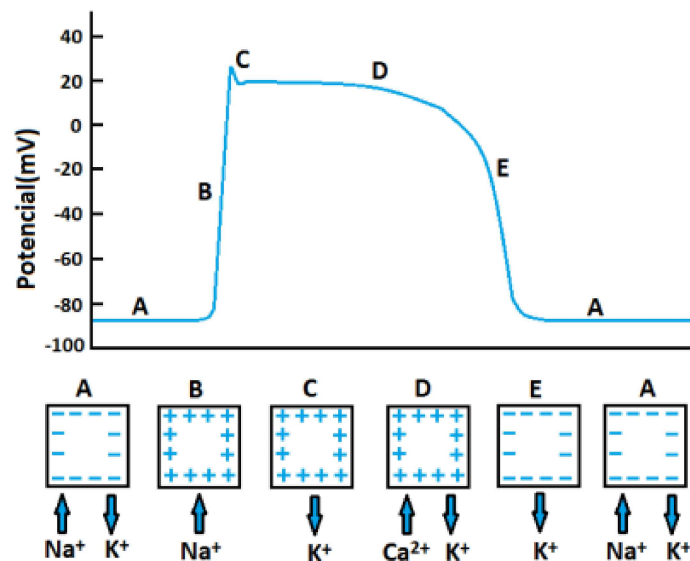 Potencial(mV)
40
20
0
-20
-40
-60
-80
-100
A
B
C
D
E
A
A B C D E A
Na⁺ K⁺ Na⁺ K⁺ Ca²⁺ K⁺ K⁺ Na⁺ K⁺